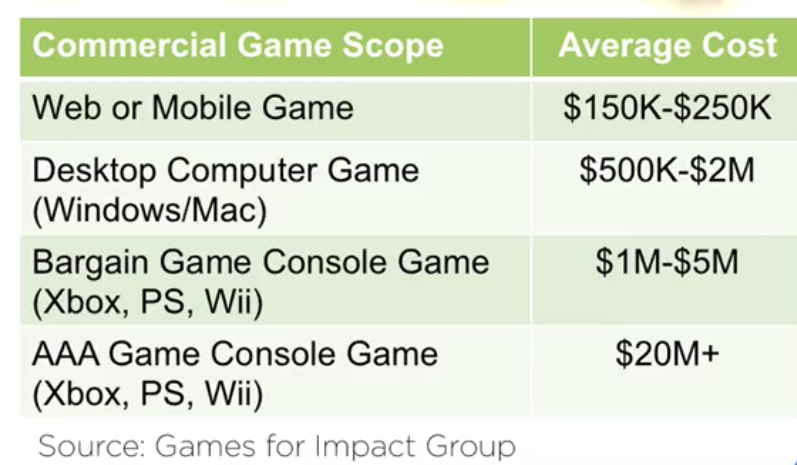 Commercial Game Scope Average Cost
Web or Mobile Game $150K-$250K
Desktop Computer Game $500K-$2M
(Windows/Mac)
Bargain Game Console Game $1M-$5M
(Xbox, PS, Wii)
AAA Game Console Game $20M+
(Xbox, PS, Wii)
Source: Games for Impact Group